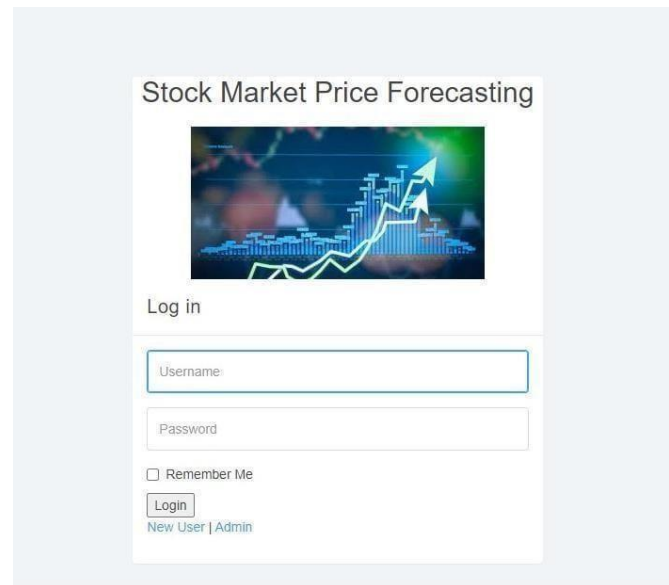 Stock Market Price Forecasting
Log in
Username
Password
Remember Me
Login
New User | Admin